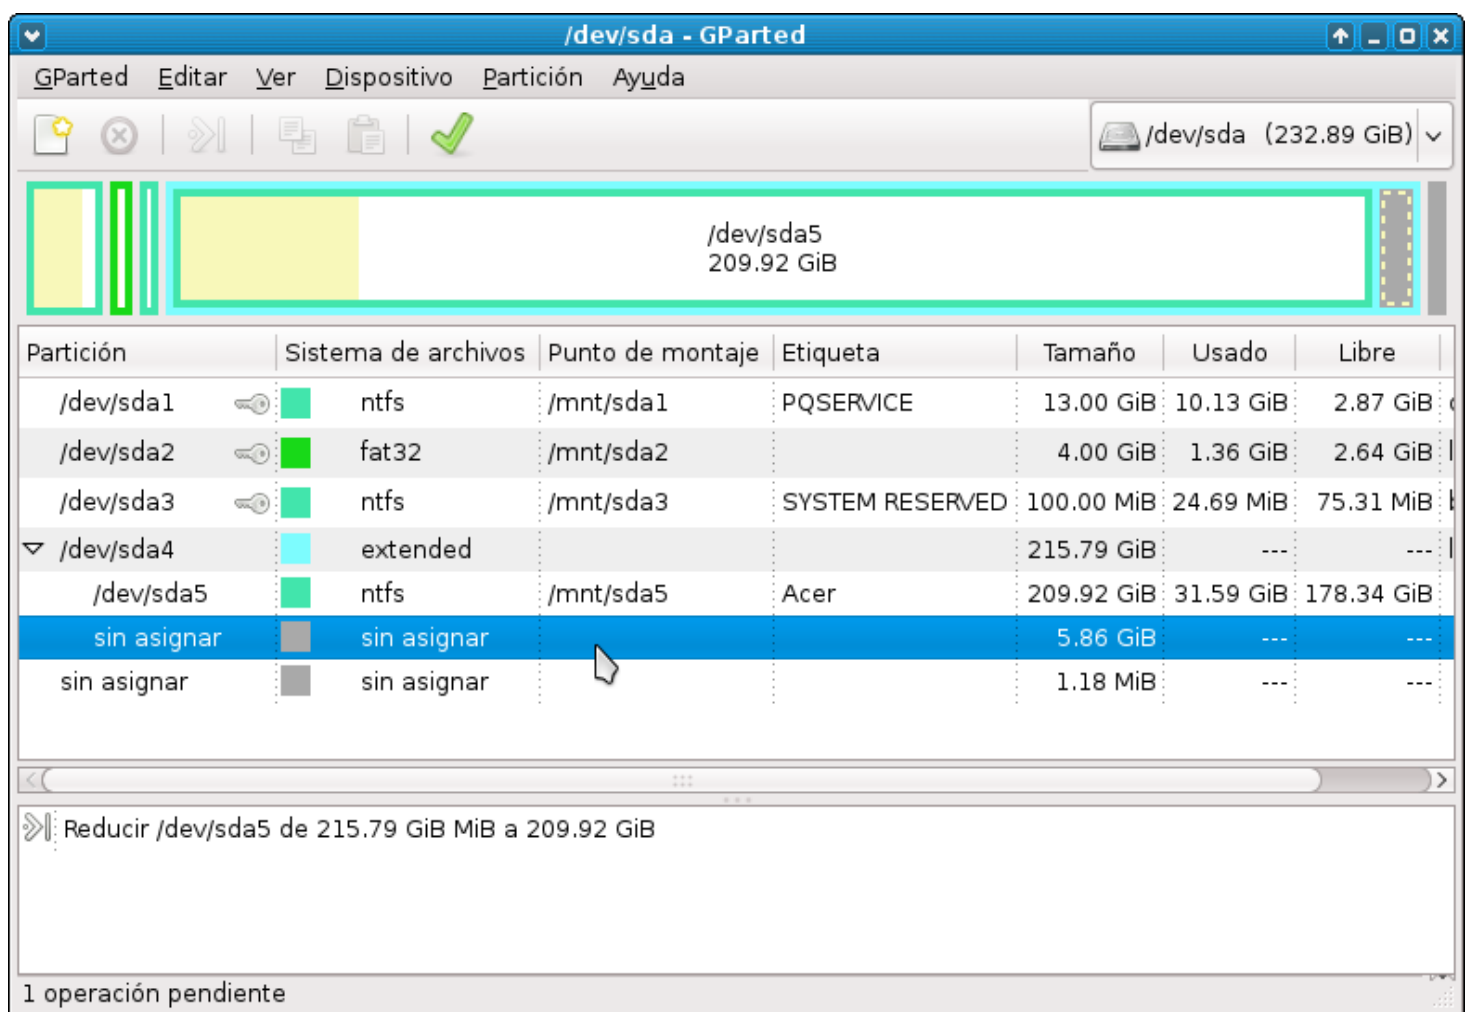 /dev/sda - GParted
GParted Editar Ver Dispositivo Partición Ayuda
/dev/sda (232.89 GiB)
/dev/sda5
209.92 GiB
Partición Sistema de archivos Punto de montaje Etiqueta Tamaño Usado Libre
/dev/sda1 ntfs /mnt/sda1 PQSERVICE 13.00 GiB 10.13 GiB 2.87 GiB
/dev/sda2 fat32 /mnt/sda2 4.00 GiB 1.36 GiB 2.64 GiB
/dev/sda3 ntfs /mnt/sda3 SYSTEM RESERVED 100.00 MiB 24.69 MiB 75.31 MiB
/dev/sda4 extended 215.79 GiB --- ---
/dev/sda5 ntfs /mnt/sda5 Acer 209.92 GiB 31.59 GiB 178.34 GiB
sin asignar sin asignar 5.86 GiB --- ---
sin asignar sin asignar 1.18 MiB --- ---
Reducir /dev/sda5 de 215.79 GiB MiB a 209.92 GiB
1 operación pendiente